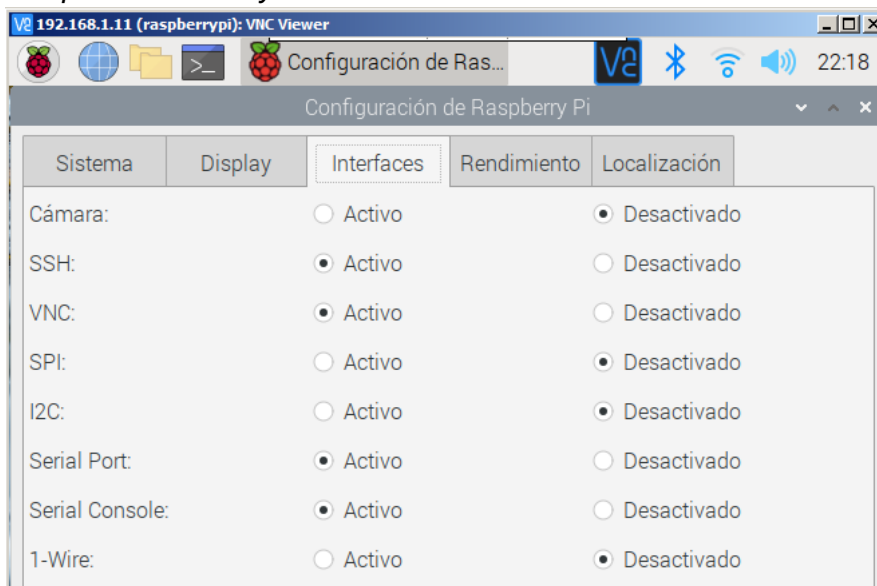 192.168.1.11 (raspberrypi): VNC Viewer
Configuración de Ras... 22:18
Configuración de Raspberry Pi
Sistema Display Interfaces Rendimiento Localización
Cámara: Activo Desactivado
SSH: Activo Desactivado
VNC: Activo Desactivado
SPI: Activo Desactivado
I2C: Activo Desactivado
Serial Port: Activo Desactivado
Serial Console: Activo Desactivado
1-Wire: Activo Desactivado